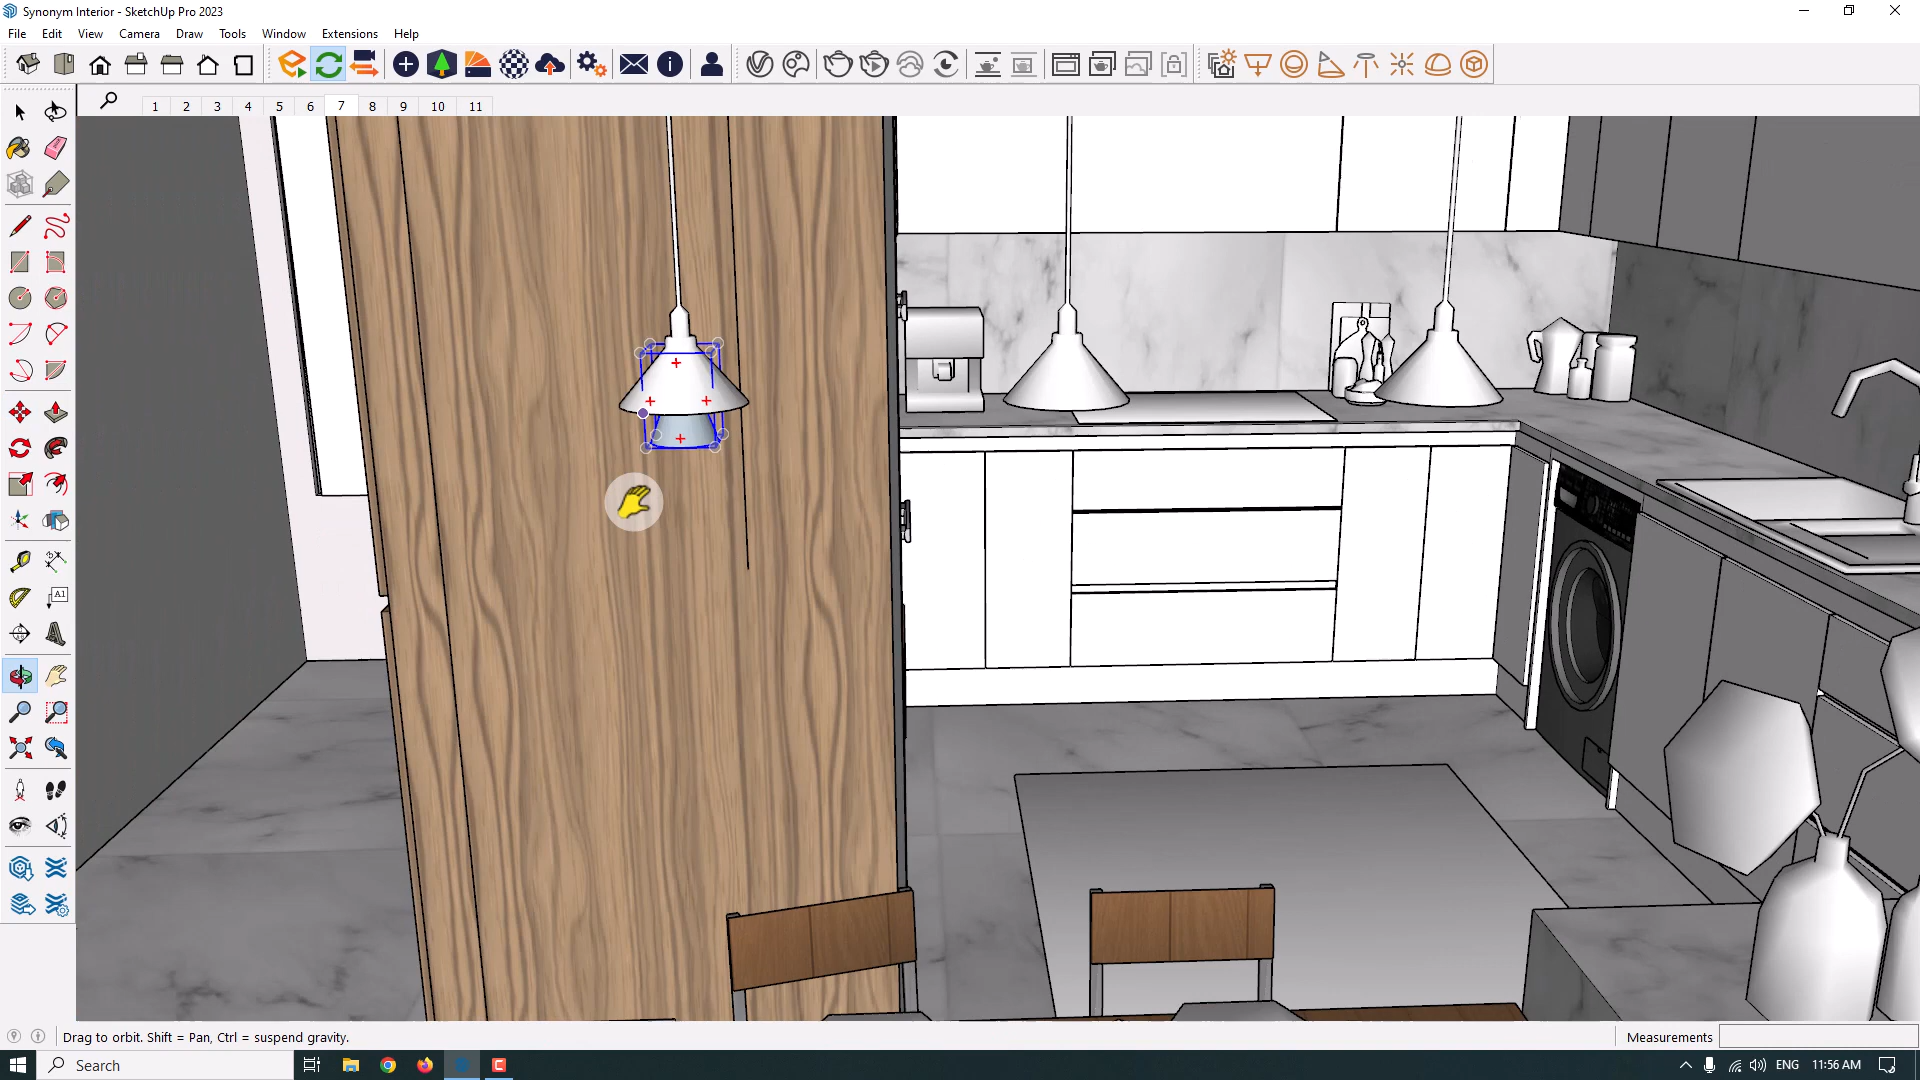 Synonym Interior - SketchUp Pro 2023
File Edit View Camera Draw Tools Window Extensions Help
1 2 3 4 5 6 7 8 9 10 11
A1
Drag to orbit. Shift = Pan, Ctrl = suspend gravity.
Measurements
Search
ENG 11:56 AM